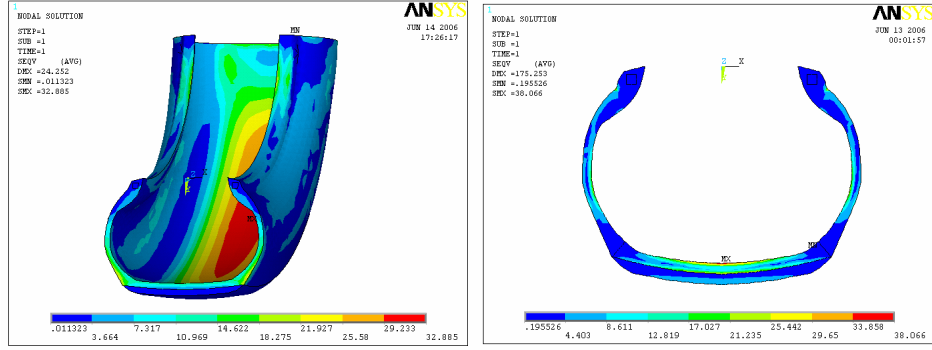 1
NODAL SOLUTION
STEP=1
SUB =1
TIME=1
SEQV (AVG)
DMX =24.252
SMN =.011323
SMX =32.885
ANSYS
JUN 14 2006
17:26:17
MN
Z X
MX
.011323 7.317 14.622 21.927 29.233
3.664 10.969 18.275 25.58 32.885
1
NODAL SOLUTION
STEP=1
SUB =1
TIME=1
SEQV (AVG)
DMX =175.253
SMN =.195526
SMX =38.066
ANSYS
JUN 13 2006
00:01:57
Z X
MN
MX
.195526 8.611 17.027 25.442 33.858
4.403 12.819 21.235 29.65 38.066